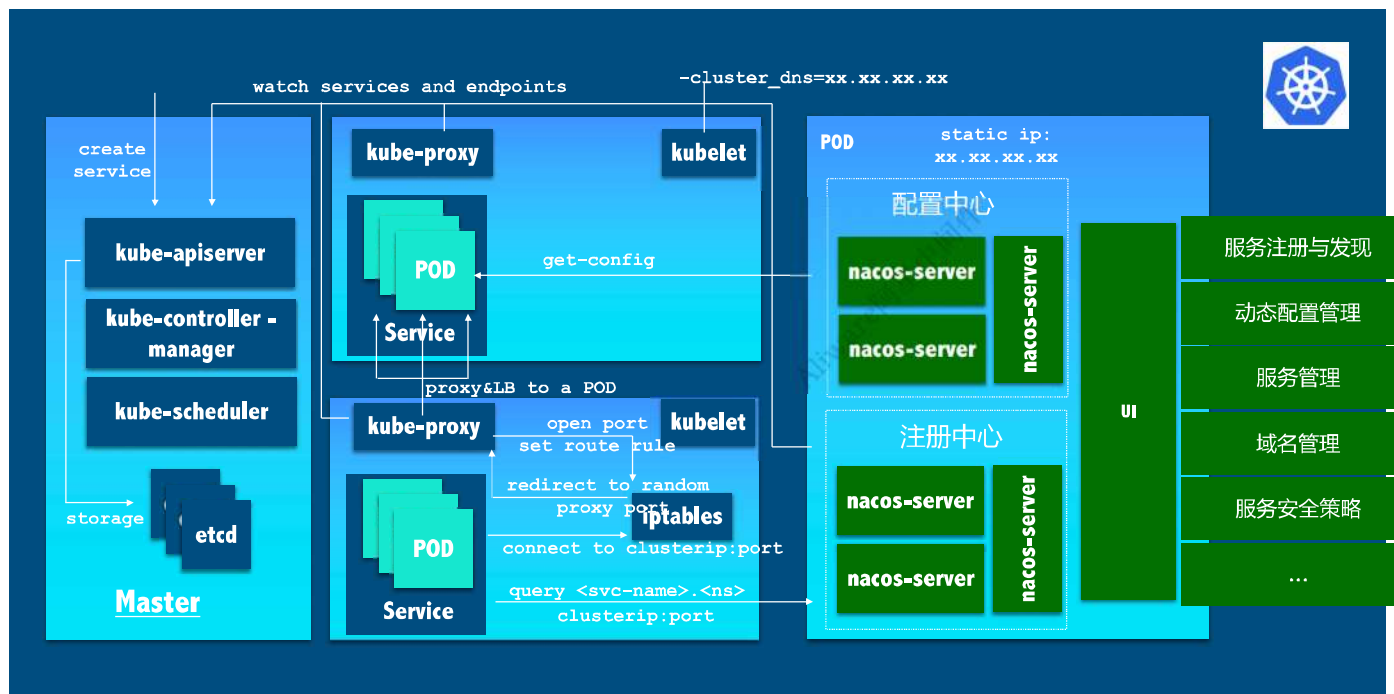 -cluster_dns=xx.xx.xx.xx
watch services and endpoints
create
service
kube-apiserver
kube-controller -
manager
kube-scheduler
storage
etcd
Master
kube-proxy
kubelet
POD
Service
get-config
proxy&LB to a POD
kube-proxy
kubelet
open port
set route rule
redirect to random
proxy port
iptables
POD
connect to clusterip:port
Service
query <svc-name>.<ns>
clusterip:port
POD
static ip:
xx.xx.xx.xx
配置中心
nacos-server
nacos-server
nacos-server
注册中心
nacos-server
nacos-server
nacos-server
UI
服务注册与发现
动态配置管理
服务管理
域名管理
服务安全策略
...